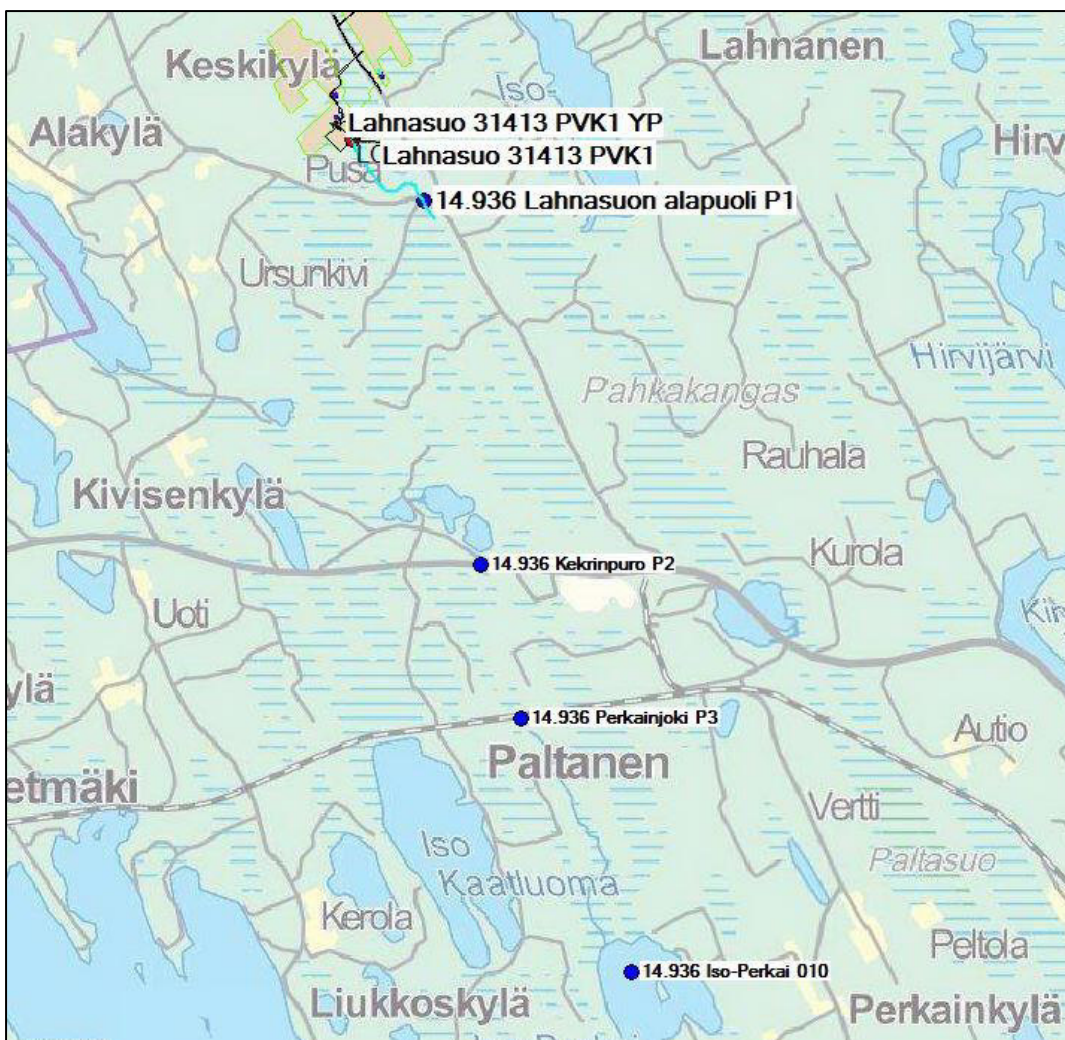 Lahnanen
Keskikylä
Iso-
Alakylä
Lahnasuo 31413 PVK1 YP
Hirv
Lahnasuo 31413 PVK1
Pusa
14.936 Lahnasuon alapuoli P1
Ursunkivi
Hirvijärvi
Pahkakangas
Rauhala
Kivisenkylä
Kurola
14.936 Kekrinpuro P2
Uoti
ylä
14.936 Perkainjoki P3
Autio
Paltanen
etmäki
Vertti
Iso
Kaatluoma
Paltasuo
Kerola
Peltola
14.936 Iso-Perkai 010
Liukkoskylä
Perkainkylä